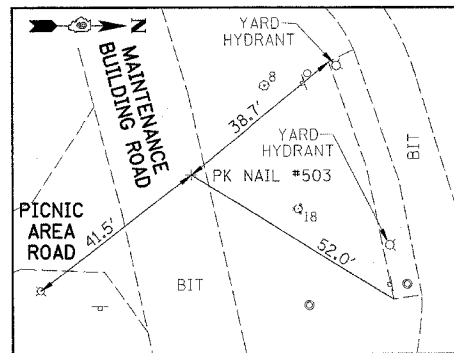 N
YARD
HYDRANT
MAINTENANCE
BUILDING ROAD
8
38.7'
YARD
HYDRANT
BIT
PK NAIL #503
PICNIC
AREA
ROAD
41.5'
18
52.0'
BIT